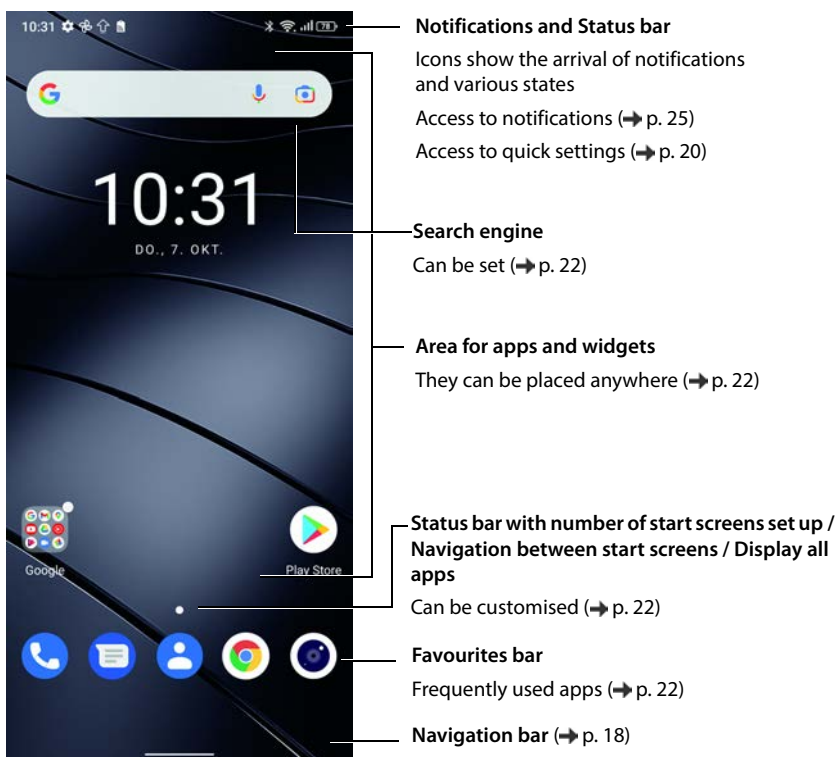 10:31
78
Notifications and Status bar
Icons show the arrival of notifications
and various states
Access to notifications (➜ p. 25)
Access to quick settings (➜ p. 20)
10:31
DO., 7. OKT.
Search engine
Can be set (➜ p. 22)
Area for apps and widgets
They can be placed anywhere (➜ p. 22)
Google
Play Store
Status bar with number of start screens set up /
Navigation between start screens / Display all
apps
Can be customised (➜ p. 22)
Favourites bar
Frequently used apps (➜ p. 22)
Navigation bar (➜ p. 18)